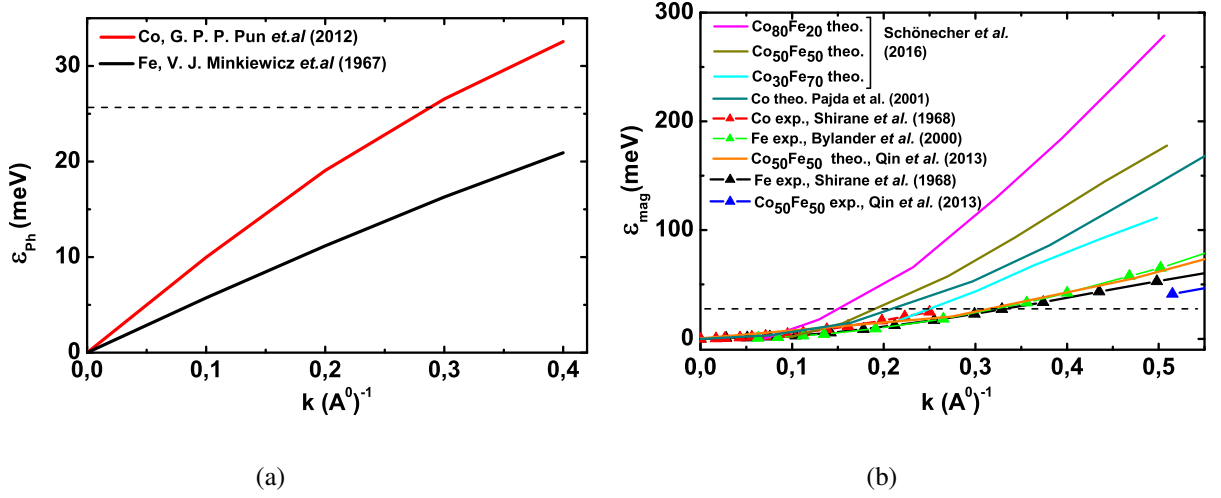 Co, G. P. P. Pun et.al (2012)
Fe, V. J. Minkiewicz et.al (1967)
30
20
10
0
εPh (meV)
0,0 0,1 0,2 0,3 0,4
k (A⁰)⁻¹
(a)
Co80Fe20 theo.
Co50Fe50 theo.
Co30Fe70 theo.
Schönecher et al.
(2016)
Co theo. Pajda et al. (2001)
Co exp., Shirane et al. (1968)
Fe exp., Bylander et al. (2000)
Co50Fe50 theo., Qin et al. (2013)
Fe exp., Shirane et al. (1968)
Co50Fe50 exp., Qin et al. (2013)
300
200
100
0
εmag(meV)
0,0 0,1 0,2 0,3 0,4 0,5
k (A⁰)⁻¹
(b)